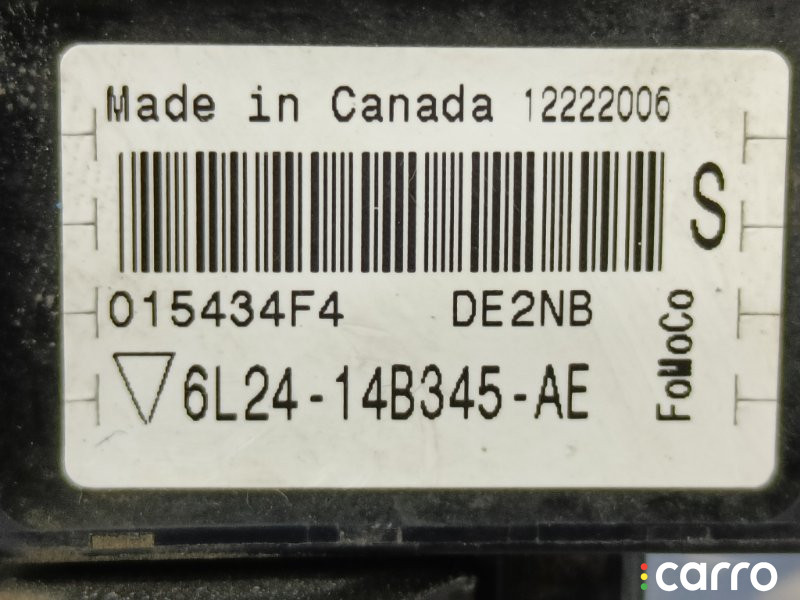 Made in Canada 12222006
S
015434F4 DE2NB
6L24-14B345-AE
FoMoCo
carro